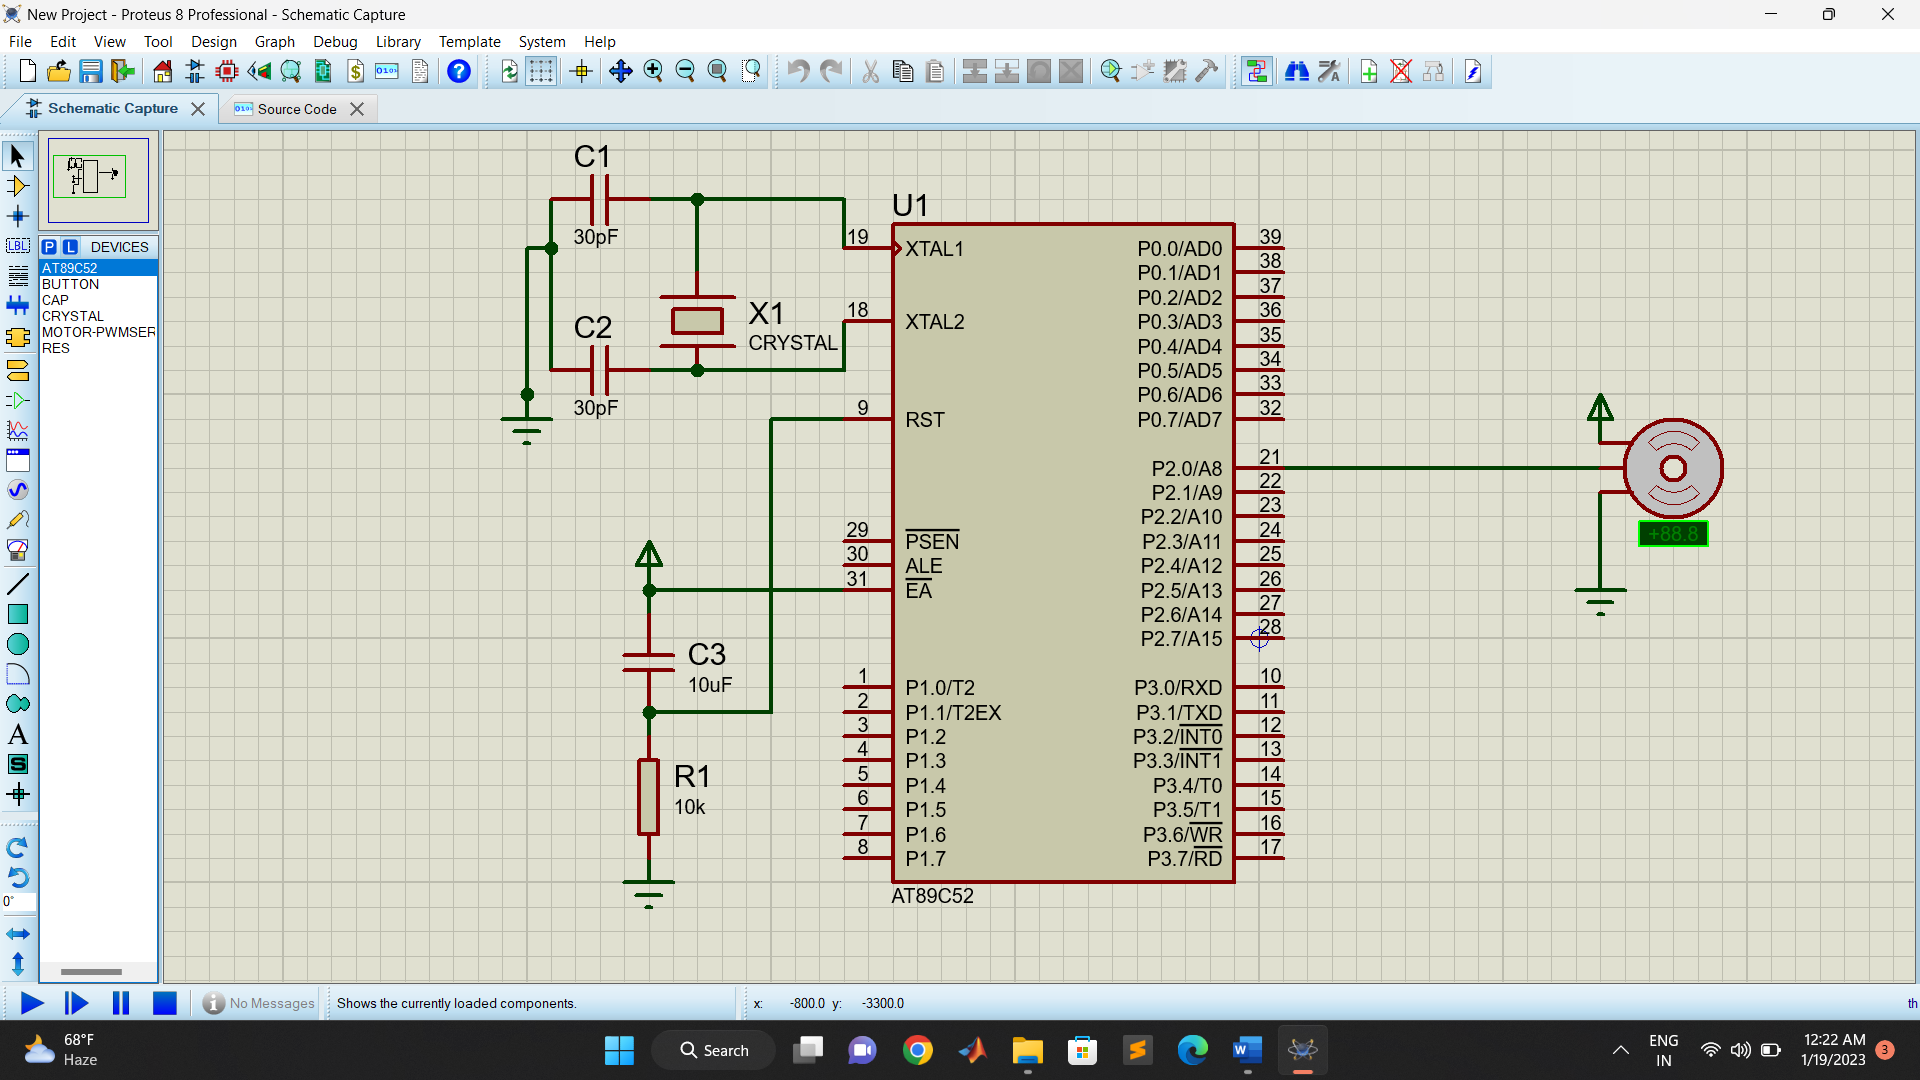 New Project - Proteus 8 Professional - Schematic Capture
File Edit View Tool Design Graph Debug Library Template System Help
Schematic Capture
Source Code
P L DEVICES
AT89C52
BUTTON
CAP
CRYSTAL
MOTOR-PWMSER
RES
LBL
A
S
0°
C1
30pF
C2
30pF
X1
CRYSTAL
C3
10uF
R1
10k
U1
19 XTAL1
18 XTAL2
9 RST
29 PSEN
30 ALE
31 EA
1 P1.0/T2
2 P1.1/T2EX
3 P1.2
4 P1.3
5 P1.4
6 P1.5
7 P1.6
8 P1.7
P0.0/AD0 39
P0.1/AD1 38
P0.2/AD2 37
P0.3/AD3 36
P0.4/AD4 35
P0.5/AD5 34
P0.6/AD6 33
P0.7/AD7 32
P2.0/A8 21
P2.1/A9 22
P2.2/A10 23
P2.3/A11 24
P2.4/A12 25
P2.5/A13 26
P2.6/A14 27
P2.7/A15 28
P3.0/RXD 10
P3.1/TXD 11
P3.2/INT0 12
P3.3/INT1 13
P3.4/T0 14
P3.5/T1 15
P3.6/WR 16
P3.7/RD 17
AT89C52
+88.8
No Messages
Shows the currently loaded components.
x: -800.0 y: -3300.0
th
68°F
Haze
Search
ENG
IN
12:22 AM
1/19/2023
3